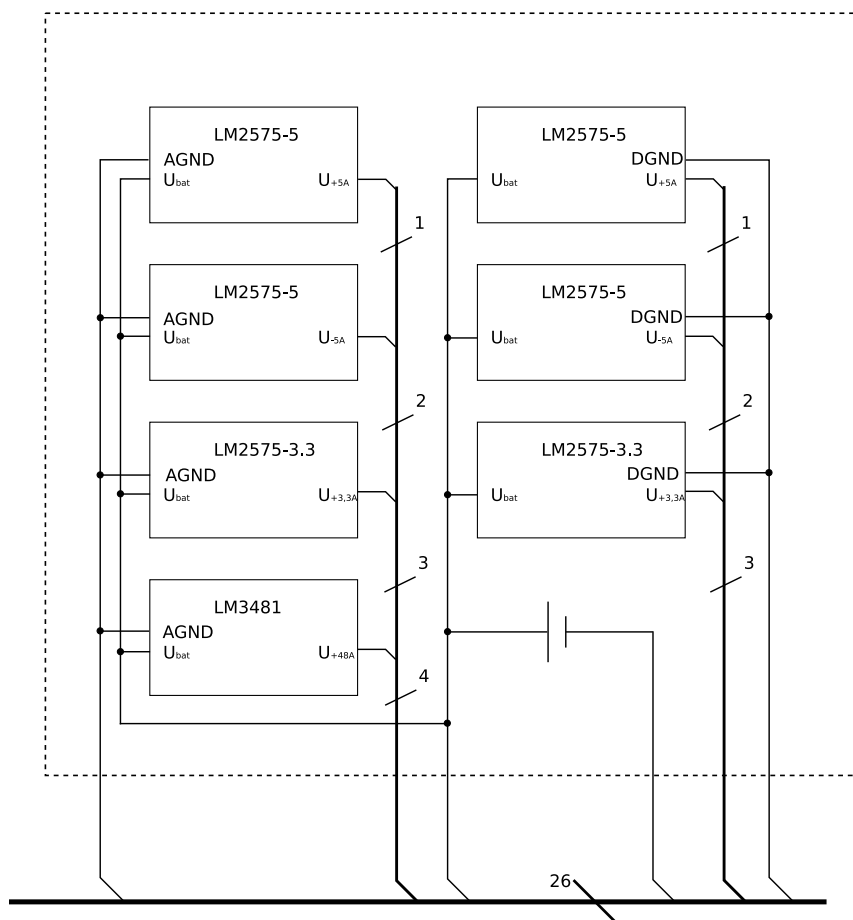 LM2575-5
AGND
Ubat
U+5A
1
LM2575-5
AGND
Ubat
U-5A
2
LM2575-3.3
AGND
Ubat
U+3,3A
3
LM3481
AGND
Ubat
U+48A
4
LM2575-5
DGND
Ubat
U+5A
1
LM2575-5
DGND
Ubat
U-5A
2
LM2575-3.3
DGND
Ubat
U+3,3A
3
26